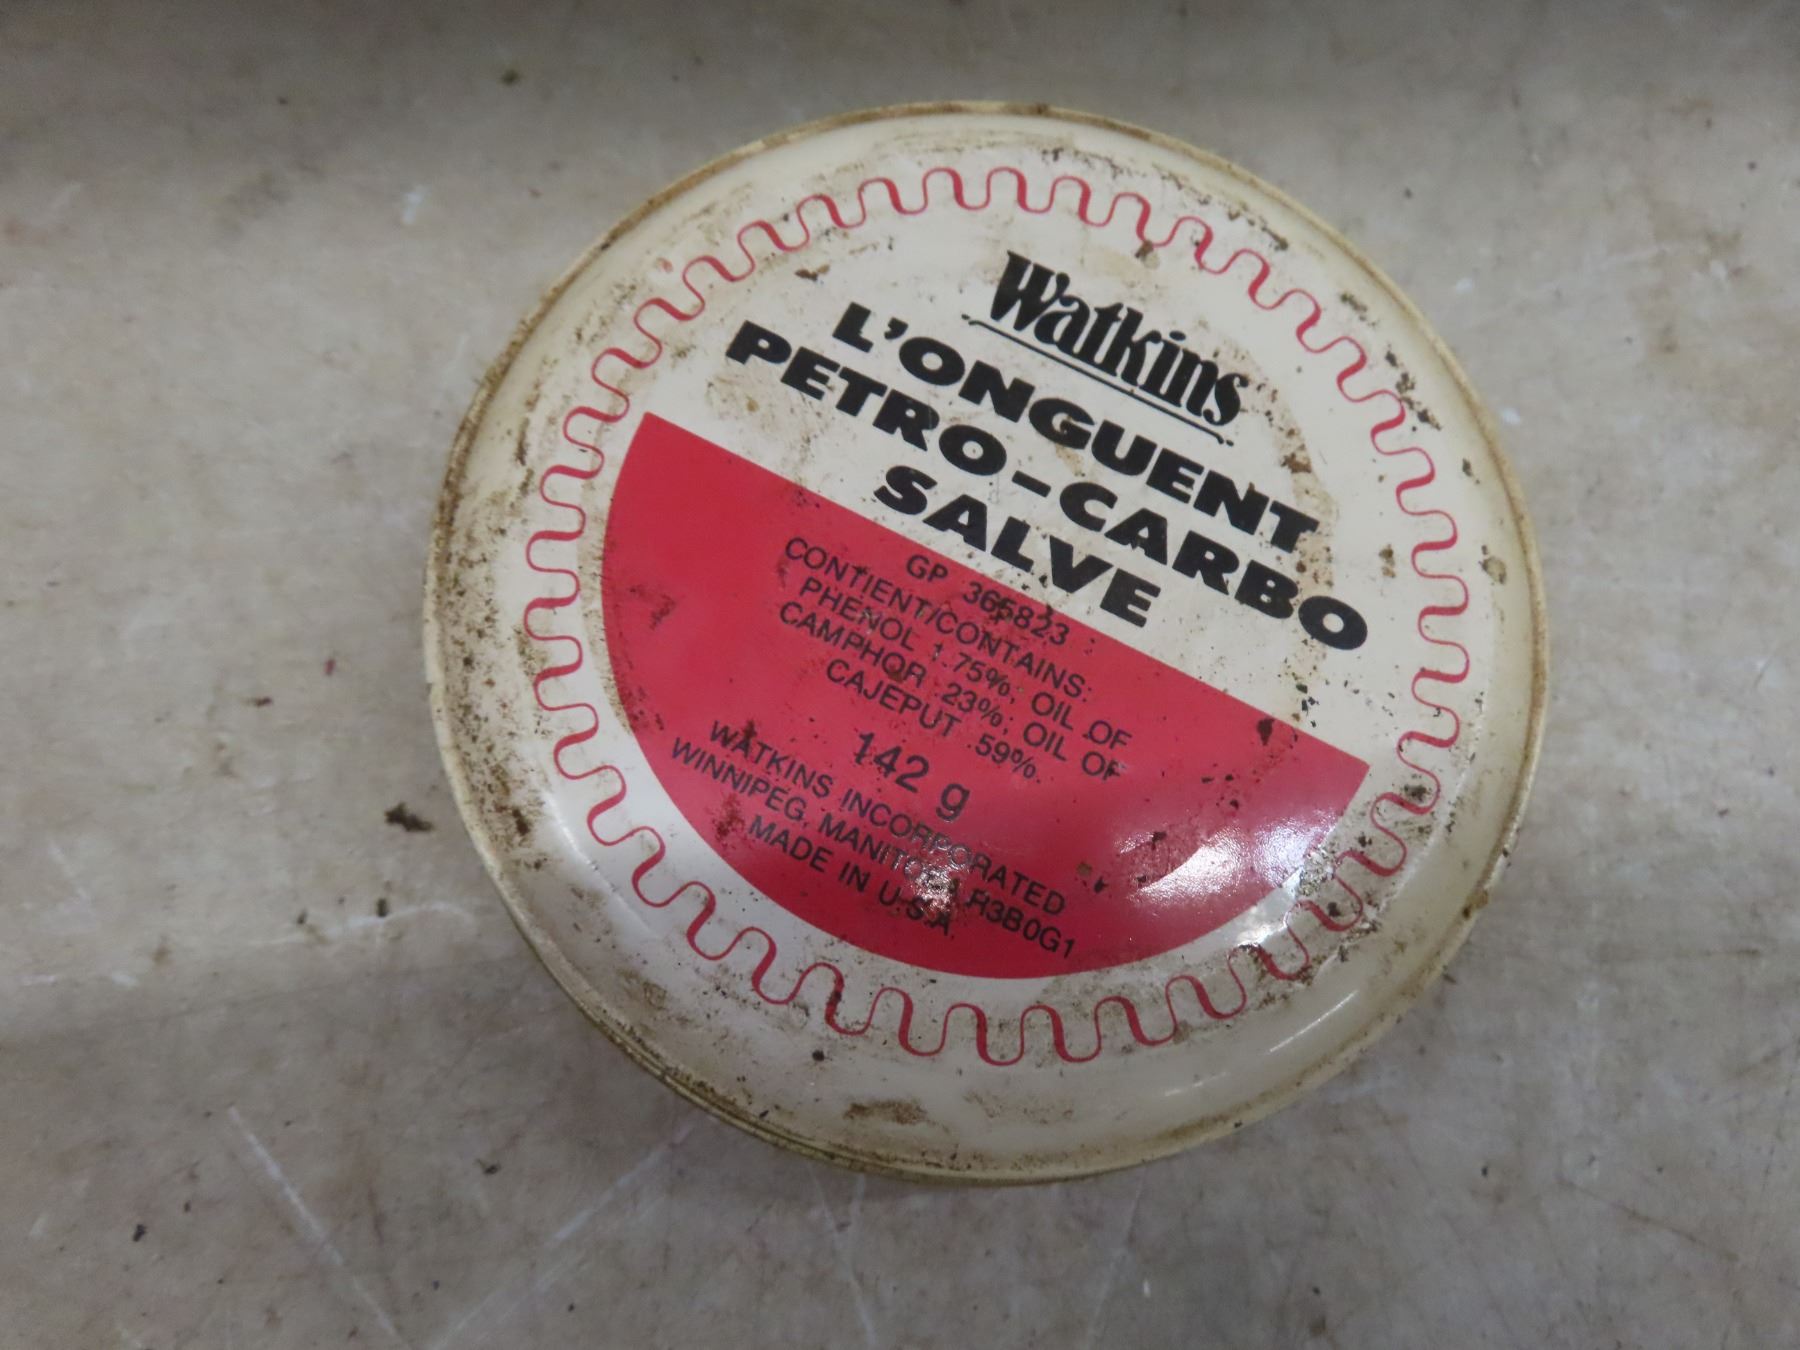 Watkins
L'ONGUENT
PETRO-CARBO
SALVE
GP 365823
CONTIENT/CONTAINS:
PHENOL 1.75%; OIL OF
CAMPHOR .23%; OIL OF
CAJEPUT .59%.
142 g
WATKINS INCORPORATED
WINNIPEG, MANITOBA R3B0G1
MADE IN U.S.A.